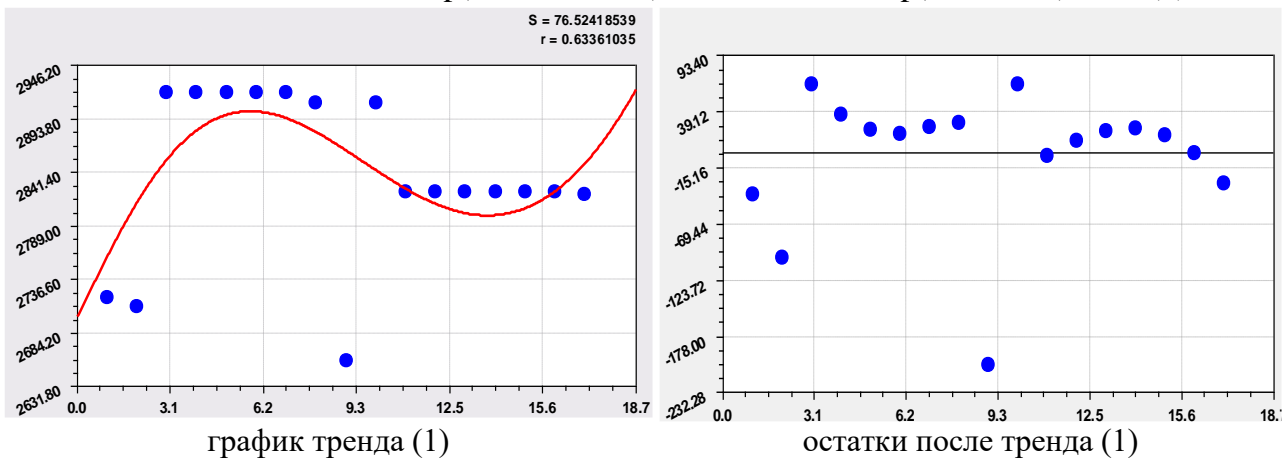 S = 76.52418539
r = 0.63361035
2946.20
2893.80
2841.40
2789.00
2736.60
2684.20
2631.80
0.0 3.1 6.2 9.3 12.5 15.6 18.7
93.40
39.12
-15.16
-69.44
-123.72
-178.00
-232.28
0.0 3.1 6.2 9.3 12.5 15.6 18.7
график тренда (1)
остатки после тренда (1)